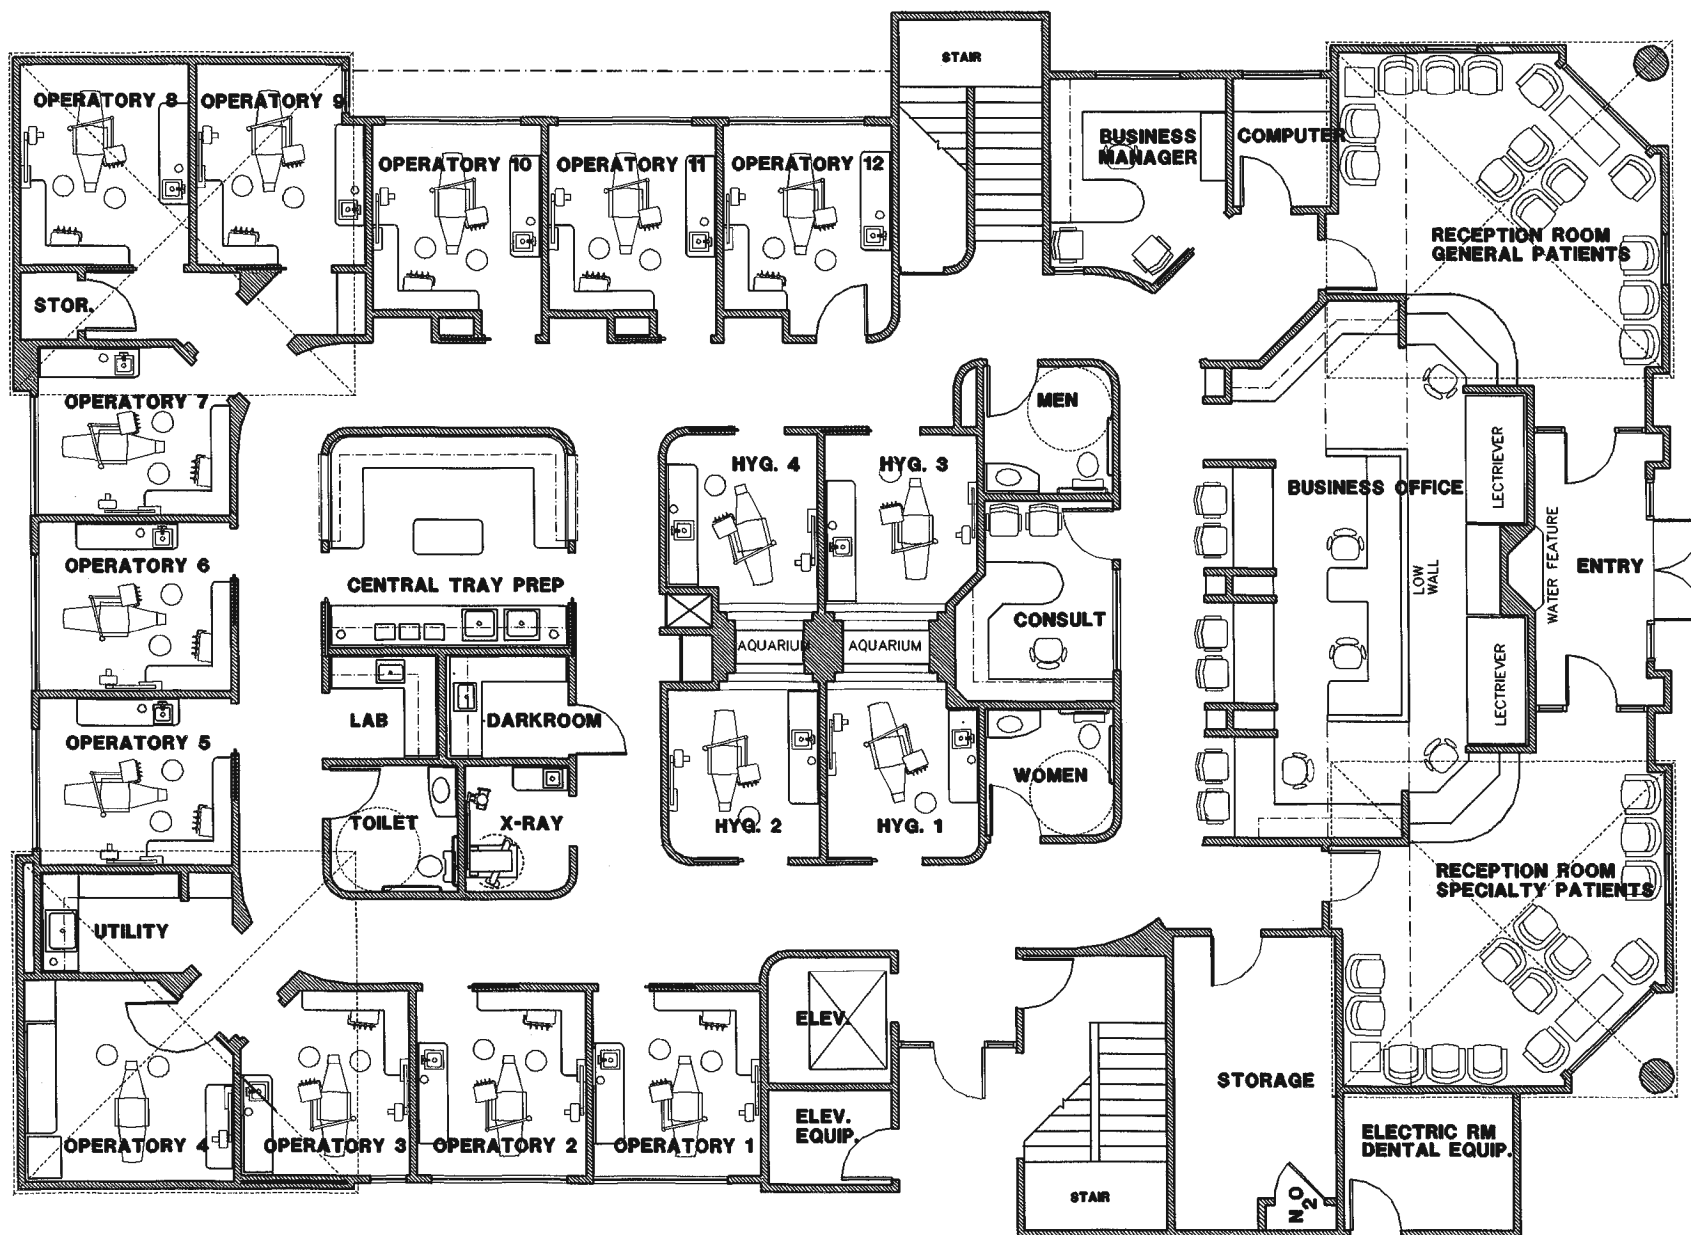 STAIR
OPERATORY 8
OPERATORY 9
BUSINESS
MANAGER
COMPUTER
OPERATORY 10
OPERATORY 11
OPERATORY 12
RECEPTION ROOM
GENERAL PATIENTS
STOR.
OPERATORY 7
MEN
HYG. 4
HYG. 3
BUSINESS OFFICE
LECTRIEVER
OPERATORY 6
CENTRAL TRAY PREP
LOW
WALL
WATER FEATURE
ENTRY
CONSULT
AQUARIUM
AQUARIUM
LECTRIEVER
OPERATORY 5
LAB
DARKROOM
WOMEN
TOILET
X-RAY
HYG. 2
HYG. 1
RECEPTION ROOM
SPECIALTY PATIENTS
UTILITY
ELEV.
STORAGE
OPERATORY 4
OPERATORY 3
OPERATORY 2
OPERATORY 1
ELEV.
EQUIP.
ELECTRIC RM
DENTAL EQUIP.
STAIR
N O
2